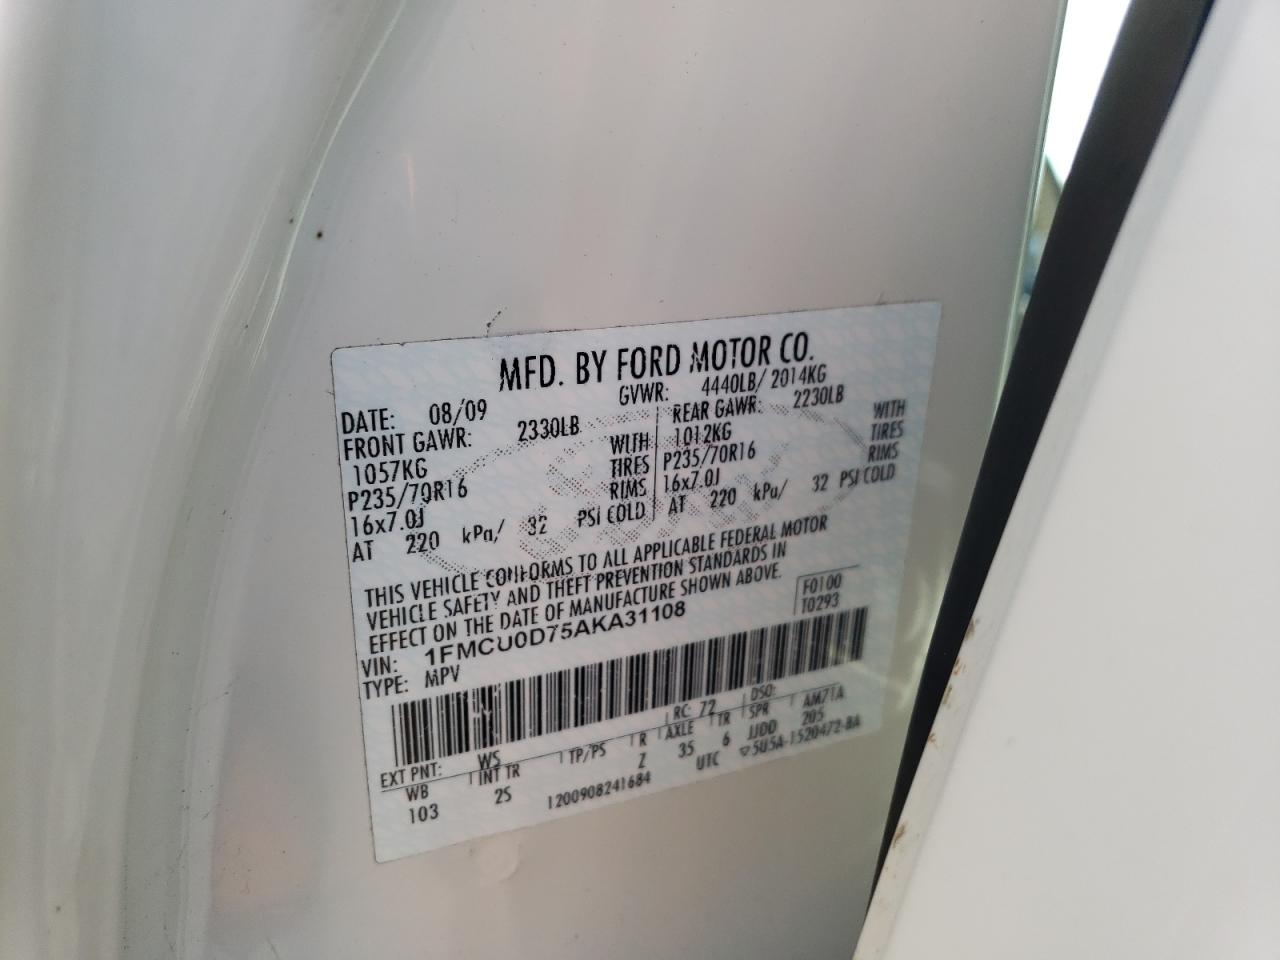 MFD. BY FORD MOTOR CO.
DATE: 08/'09 GVWR: 4440LB/ 2014KG
FRONT GAWR: 2330LB REAR GAWR: 2230LB
1057KG WITH 1012KG WITH
P235/70R16 TIRES P235/70R16 TIRES
16x7.0J RIMS 16x7.0J RIMS
AT 220 kPa/ 32 PSI COLD AT 220 kPa/ 32 PSI COLD
THIS VEHICLE CONFORMS TO ALL APPLICABLE FEDERAL MOTOR
VEHICLE SAFETY AND THEFT PREVENTION STANDARDS IN
EFFECT ON THE DATE OF MANUFACTURE SHOWN ABOVE.
VIN: 1FMCU0D75AKA31108 F0100
TYPE: MPV T0293
EXT PNT: WS RC: 72 DSO:
WB INT TR TP/PS R AXLE TR SPR AM7TA
103 2S Z 35 6 JJDD 205
1200908241684 UTC ▽5U5A-1520472-BA